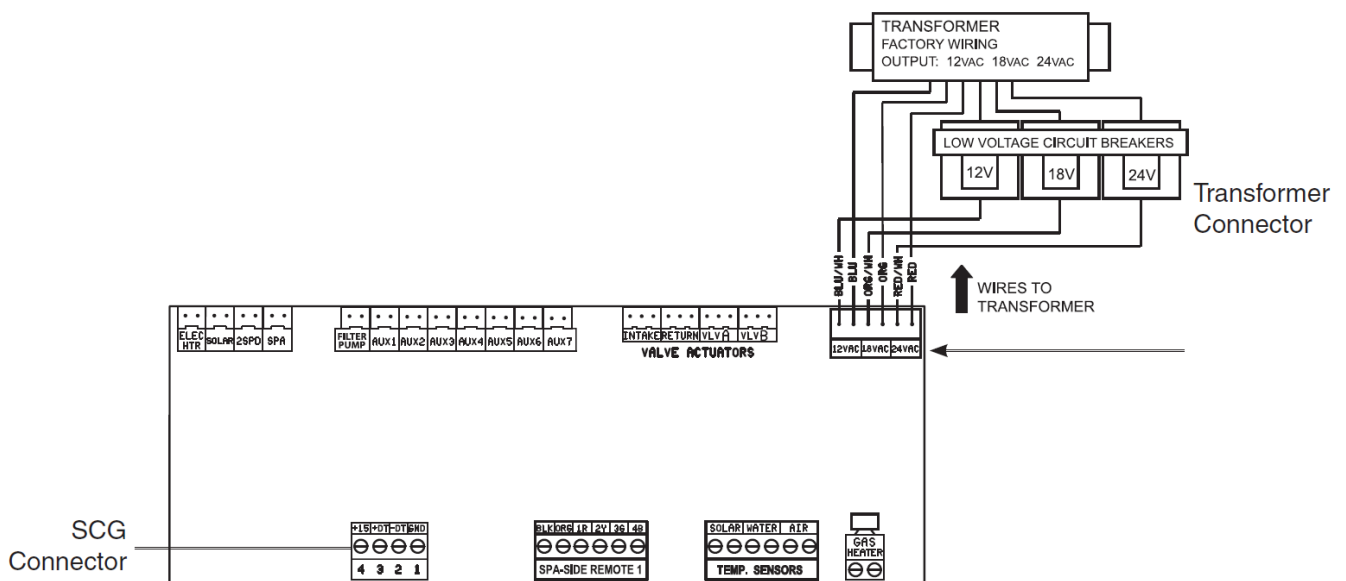 TRANSFORMER
FACTORY WIRING
OUTPUT: 12VAC 18VAC 24VAC
LOW VOLTAGE CIRCUIT BREAKERS
12V 18V 24V
Transformer
Connector
BLU/WH BLU ORG/WH ORG RED/WH RED
WIRES TO
TRANSFORMER
ELEC
HTR SOLAR 2SPD SPA
FILTER
PUMP AUX1 AUX2 AUX3 AUX4 AUX5 AUX6 AUX7
INTAKE RETURN VLVA VLVB
VALVE ACTUATORS
12VAC 18VAC 24VAC
SCG
Connector
+15 +DT -DT GND
4 3 2 1
BLK ORG 1R 2Y 3G 4B
SPA-SIDE REMOTE 1
SOLAR WATER AIR
TEMP. SENSORS
GAS
HEATER